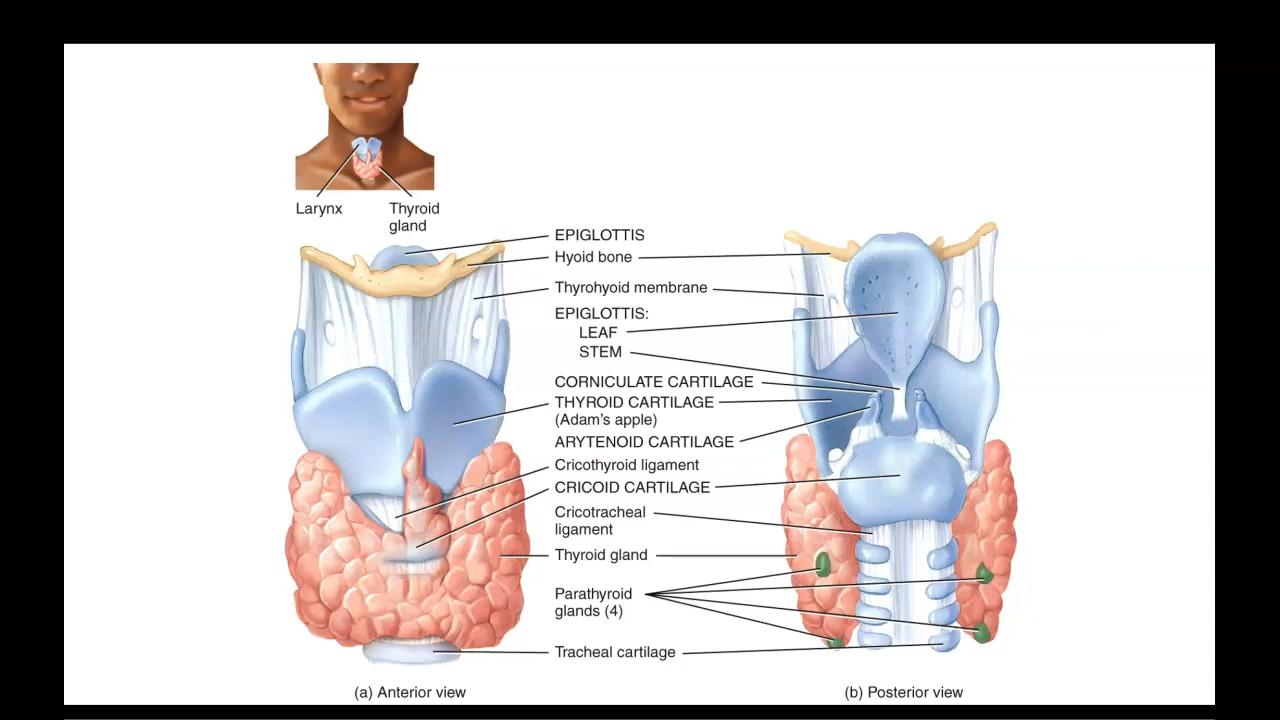 Larynx
Thyroid
gland
EPIGLOTTIS
Hyoid bone
Thyrohyoid membrane
EPIGLOTTIS:
LEAF
STEM
CORNICULATE CARTILAGE
THYROID CARTILAGE
(Adam's apple)
ARYTENOID CARTILAGE
Cricothyroid ligament
CRICOID CARTILAGE
Cricotracheal
ligament
Thyroid gland
Parathyroid
glands (4)
Tracheal cartilage
(a) Anterior view
(b) Posterior view